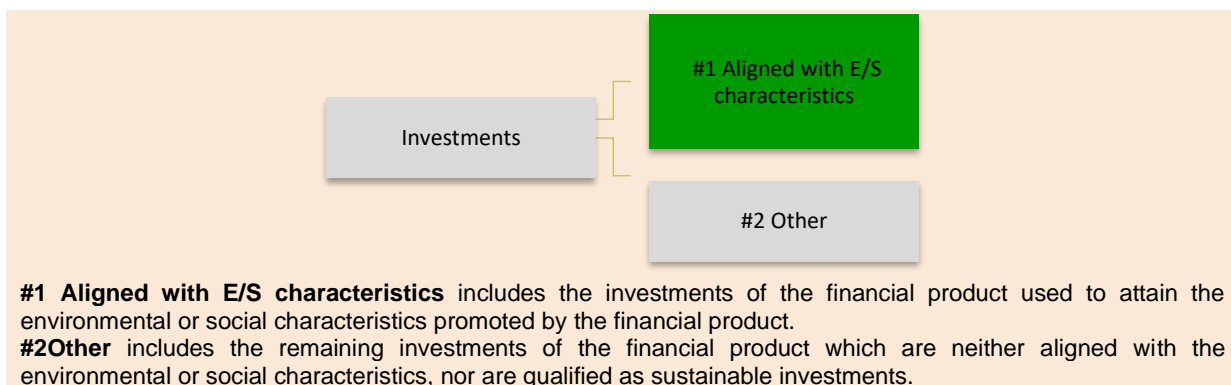 #1 Aligned with E/S
characteristics
Investments
#2 Other
#1 Aligned with E/S characteristics includes the investments of the financial product used to attain the
environmental or social characteristics promoted by the financial product.
#2Other includes the remaining investments of the financial product which are neither aligned with the
environmental or social characteristics, nor are qualified as sustainable investments.